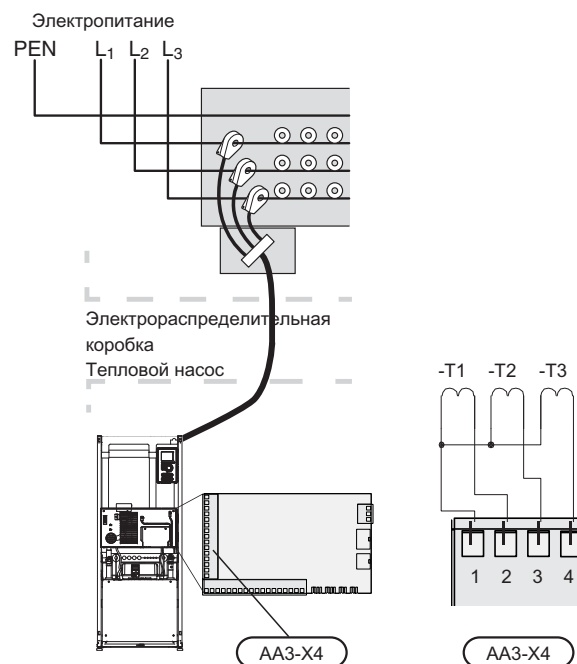 Электропитание
PEN L1 L2 L3
Электрораспределительная
коробка
Тепловой насос
-T1 -T2 -T3
1 2 3 4
AA3-X4
AA3-X4